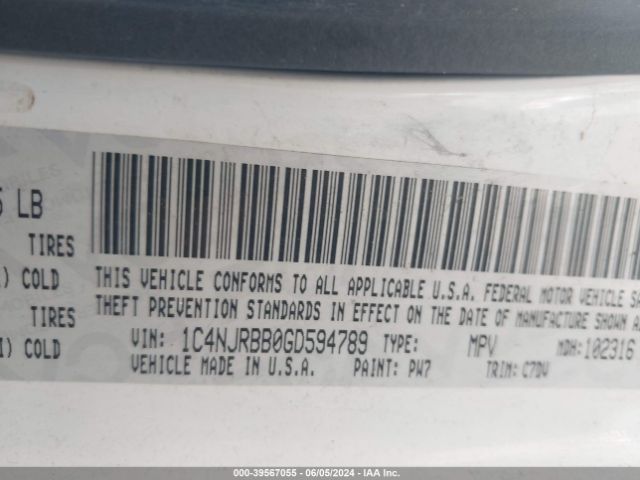 5 LB
TIRES
) COLD
TIRES
I) COLD
THIS VEHICLE CONFORMS TO ALL APPLICABLE U.S.A. FEDERAL MOTOR VEHICLE S
THEFT PREVENTION STANDARDS IN EFFECT ON THE DATE OF MANUFACTURE SHOWN A
VIN: 1C4NJRBB0GD594789 TYPE: MPV MDH: 102316
VEHICLE MADE IN U.S.A. PAINT: PW7 TRIM: C7DV
© COPART - 39567055 - 06/05/2024 - IAA Inc.